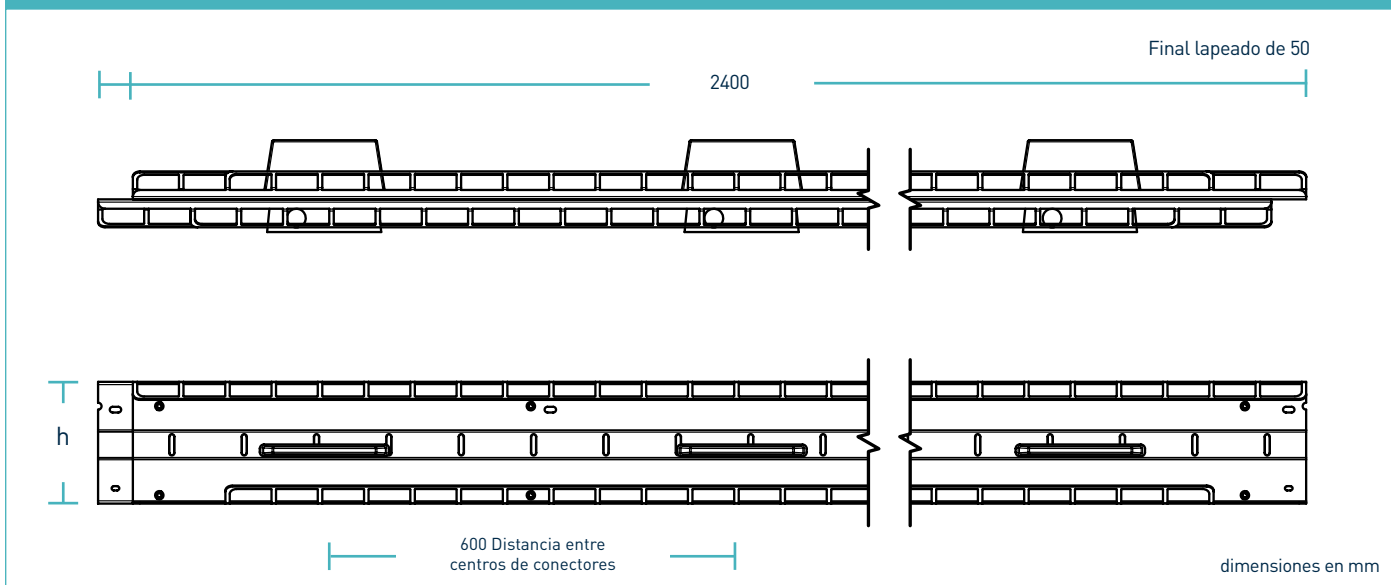 Final lapeado de 50
2400
h
600 Distancia entre
centros de conectores
dimensiones en mm